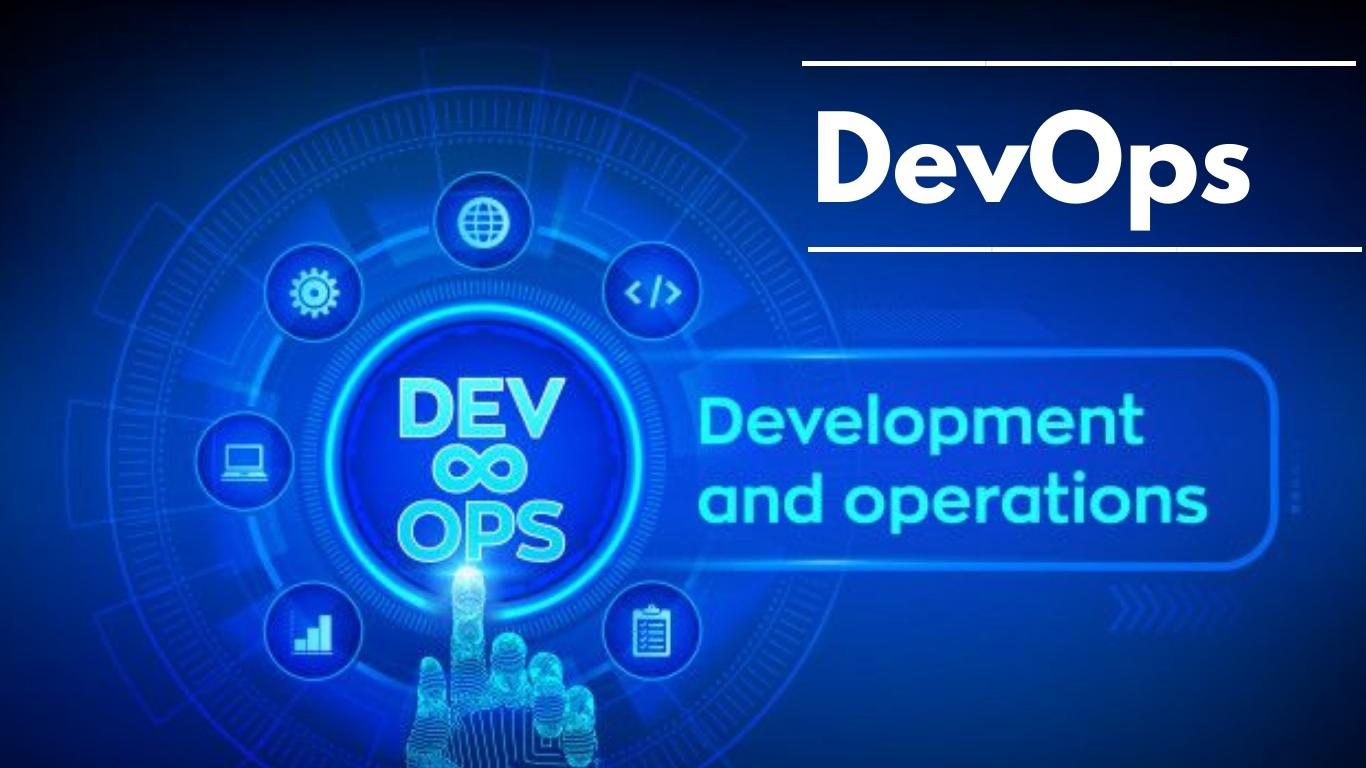 DevOps
DEV
OPS
Development
and operations